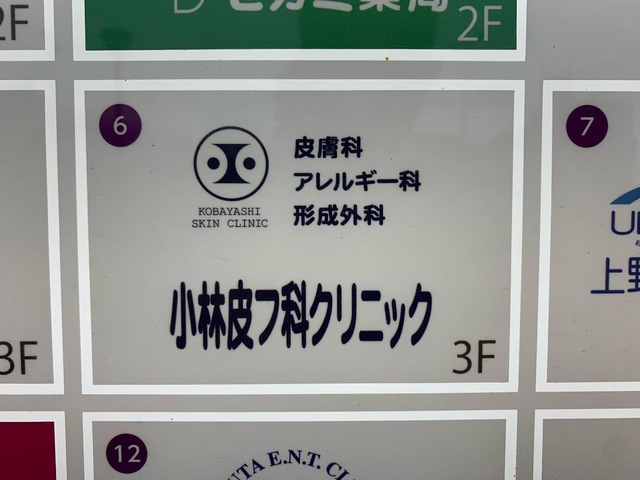 2F
2F
6
皮膚科
アレルギー科
形成外科
KOBAYASHI
SKIN CLINIC
小林皮フ科クリニック
3F
3F
7
上野
12
E.N.T.